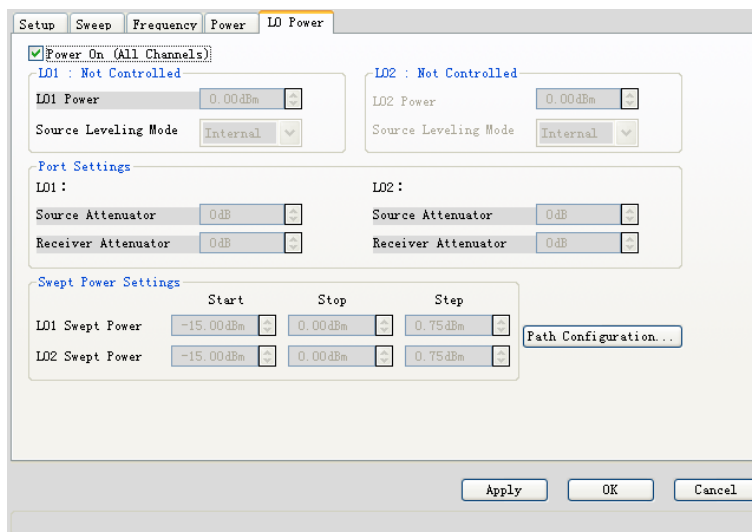 Setup Sweep Frequency Power LO Power
Power On (All Channels)
LO1 : Not Controlled LO2 : Not Controlled
LO1 Power 0.00dBm LO2 Power 0.00dBm
Source Leveling Mode Internal Source Leveling Mode Internal
Port Settings
LO1: LO2:
Source Attenuator 0dB Source Attenuator 0dB
Receiver Attenuator 0dB Receiver Attenuator 0dB
Swept Power Settings
Start Stop Step
LO1 Swept Power -15.00dBm 0.00dBm 0.75dBm
Path Configuration...
LO2 Swept Power -15.00dBm 0.00dBm 0.75dBm
Apply OK Cancel